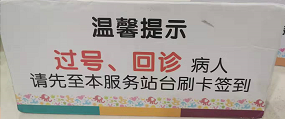 温馨提示
过号、回诊 病人
请先至本服务站台刷卡签到